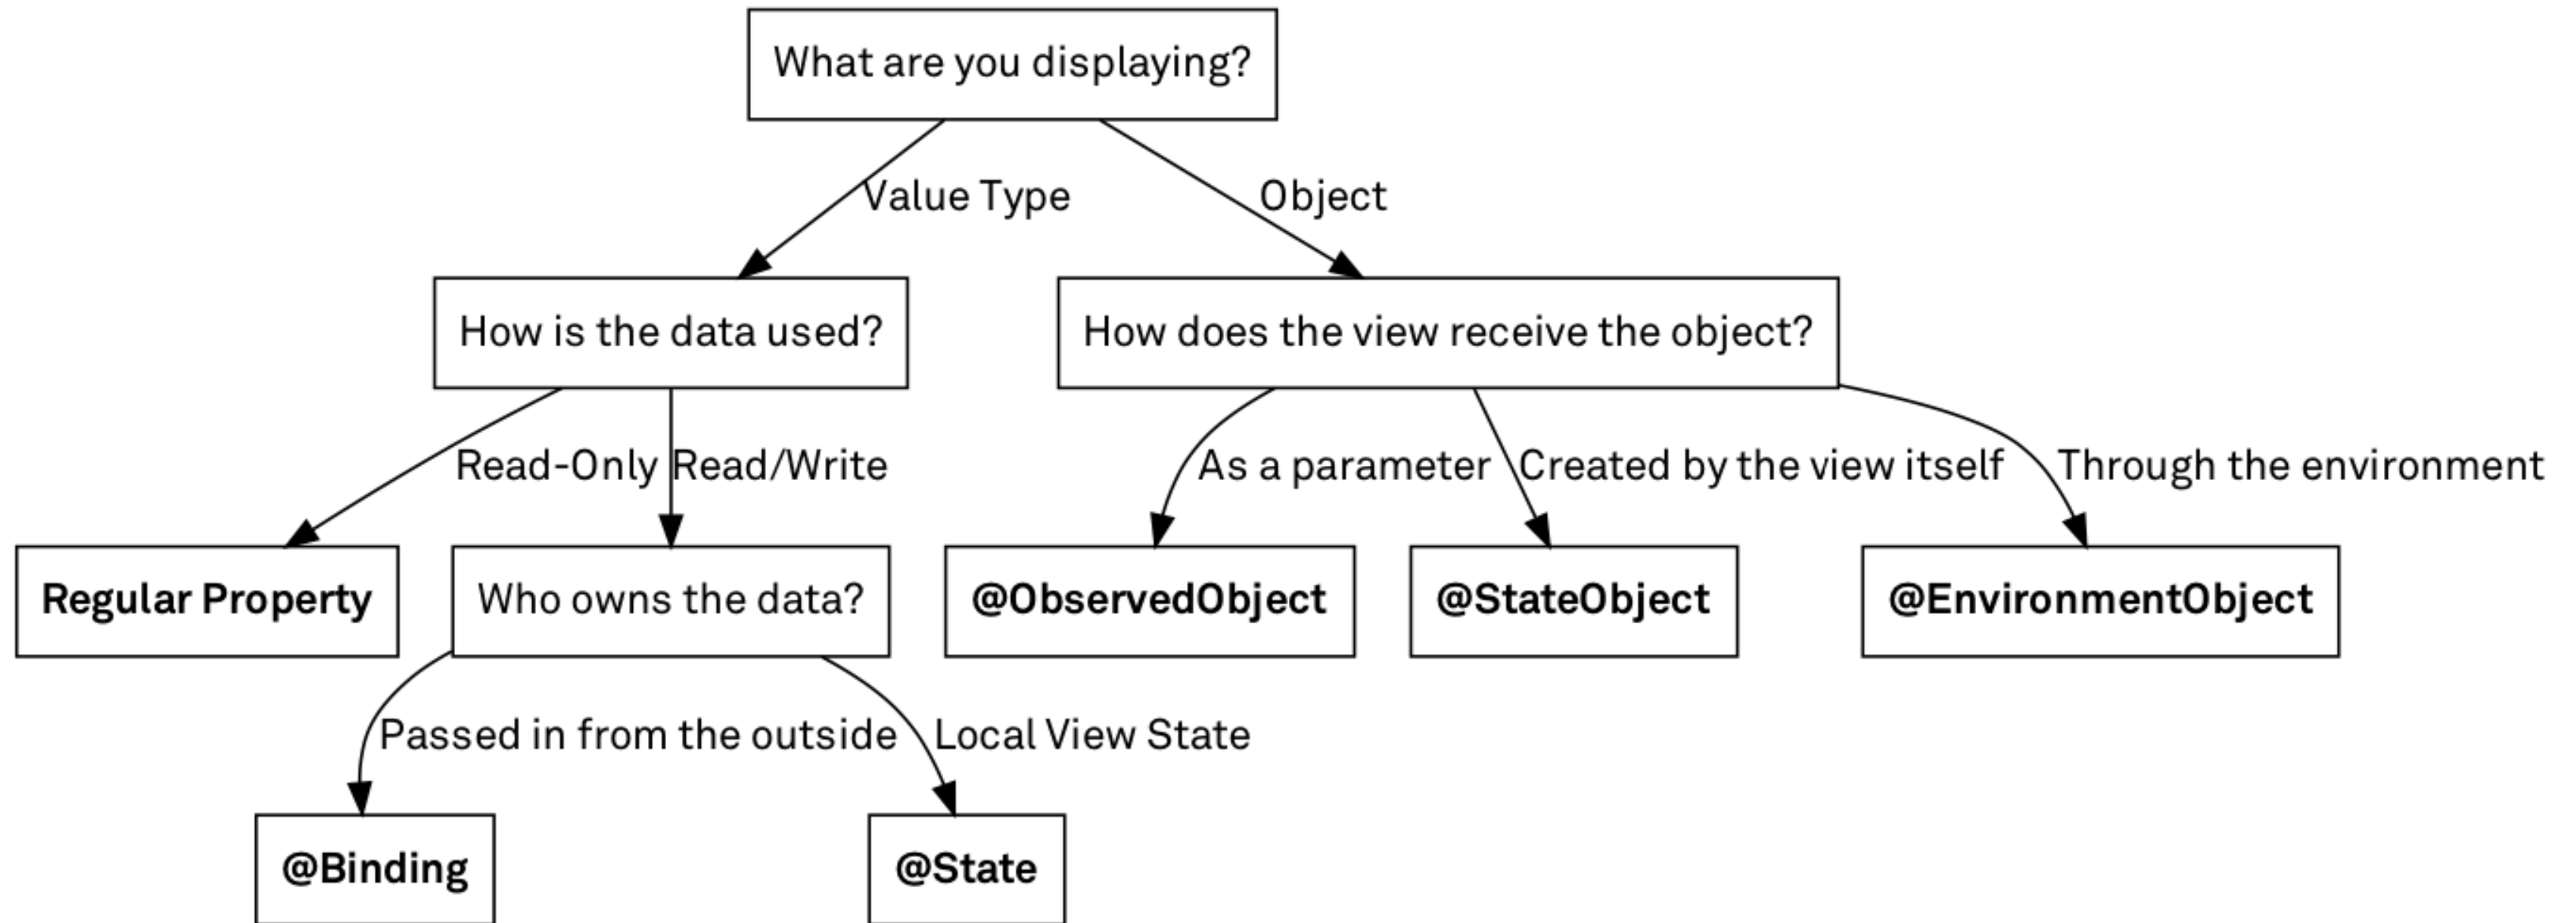 What are you displaying?
Value Type
Object
How is the data used?
How does the view receive the object?
Read-Only
Read/Write
As a parameter
Created by the view itself
Through the environment
Regular Property
Who owns the data?
@ObservedObject
@StateObject
@EnvironmentObject
Passed in from the outside
Local View State
@Binding
@State